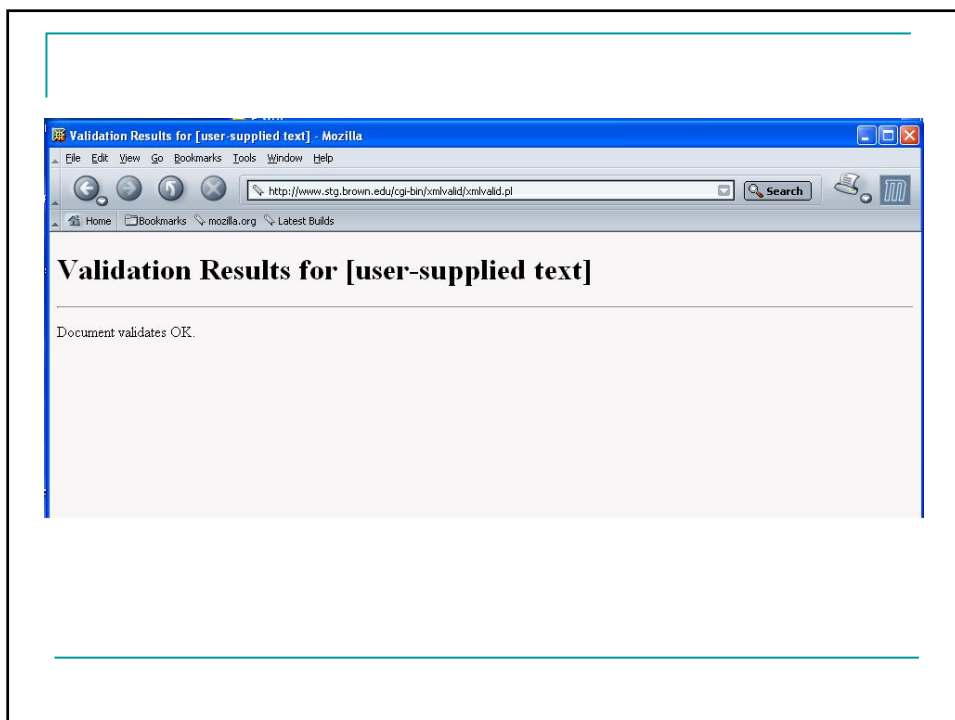 Validation Results for [user-supplied text] - Mozilla
File Edit View Go Bookmarks Tools Window Help
http://www.stg.brown.edu/cgi-bin/xmlvalid/xmlvalid.pl Search
Home Bookmarks mozilla.org Latest Builds
Validation Results for [user-supplied text]
Document validates OK.